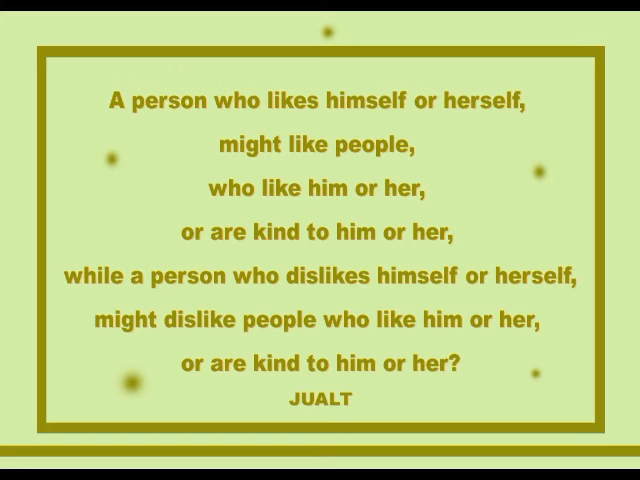 A person who likes himself or herself,
might like people,
who like him or her,
or are kind to him or her,
while a person who dislikes himself or herself,
might dislike people who like him or her,
or are kind to him or her?
JUALT